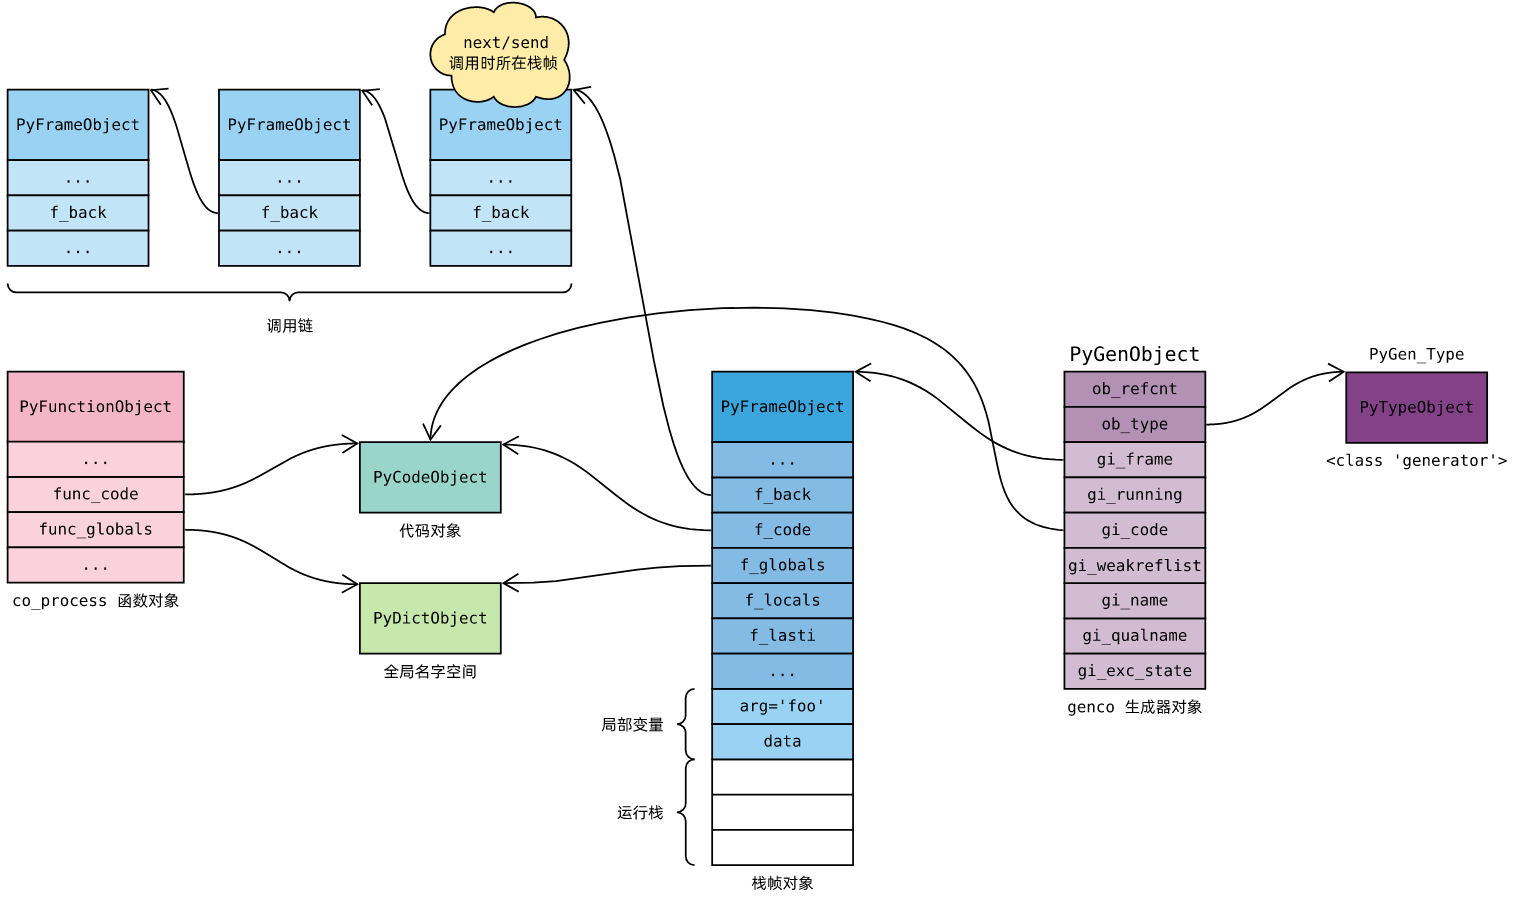 next/send
调用时所在栈帧
PyFrameObject
...
f_back
...
PyFrameObject
...
f_back
...
PyFrameObject
...
f_back
...
调用链
PyFunctionObject
...
func_code
func_globals
...
co_process 函数对象
PyCodeObject
代码对象
PyDictObject
全局名字空间
PyFrameObject
...
f_back
f_code
f_globals
f_locals
f_lasti
...
arg='foo'
data
局部变量
运行栈
栈帧对象
PyGenObject
ob_refcnt
ob_type
gi_frame
gi_running
gi_code
gi_weakreflist
gi_name
gi_qualname
gi_exc_state
genco 生成器对象
PyGen_Type
PyTypeObject
<class 'generator'>